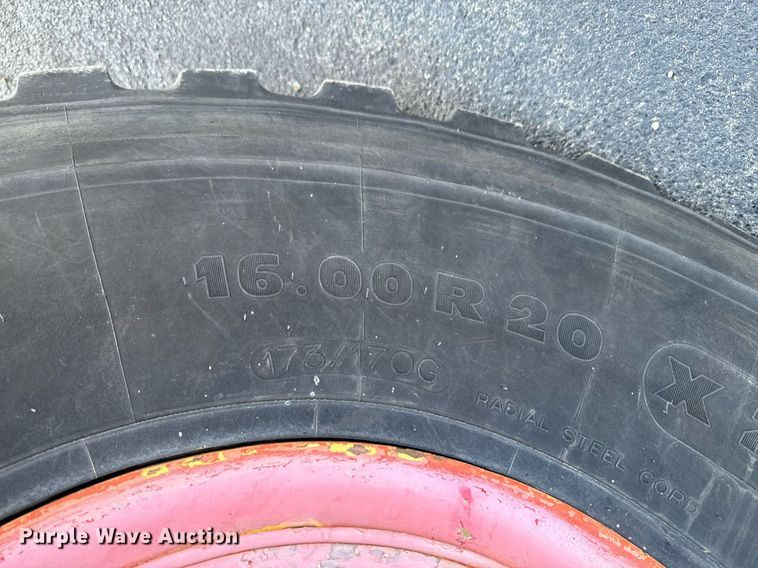 16.00 R 20
173/170G
RADIAL STEEL CORD
X
Purple Wave Auction